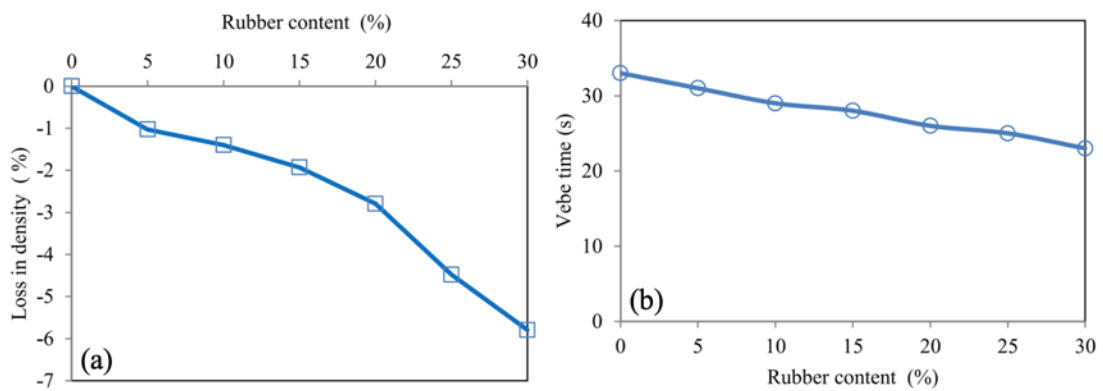 Rubber content (%)
0 5 10 15 20 25 30
0
-1
-2
-3
-4
-5
-6
-7
Loss in density ( %)
(a)
40
30
20
10
0
Vebe time (s)
(b)
0 5 10 15 20 25 30
Rubber content (%)